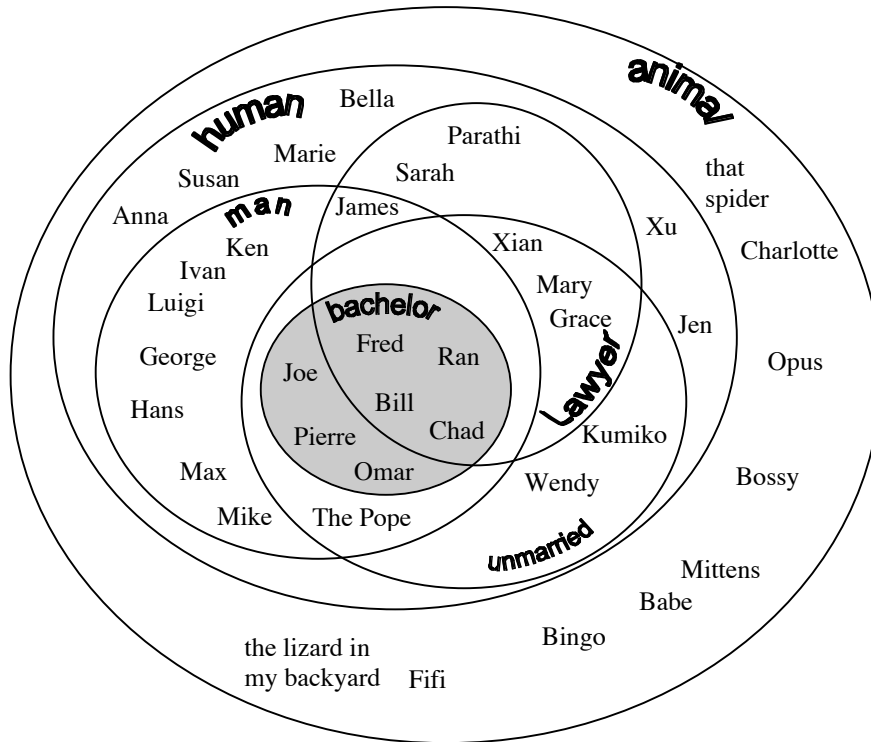 animal
human
Bella
Parathi
Marie
that
spider
Sarah
Susan
man
James
Anna
Xu
Ken
Xian
Charlotte
Ivan
Mary
Luigi
bachelor
Grace
Jen
Fred
George
Ran
Opus
Joe
Lawyer
Bill
Hans
Chad
Kumiko
Pierre
Max
Omar
Wendy
Bossy
Mike
The Pope
unmarried
Mittens
Babe
Bingo
the lizard in
my backyard
Fifi